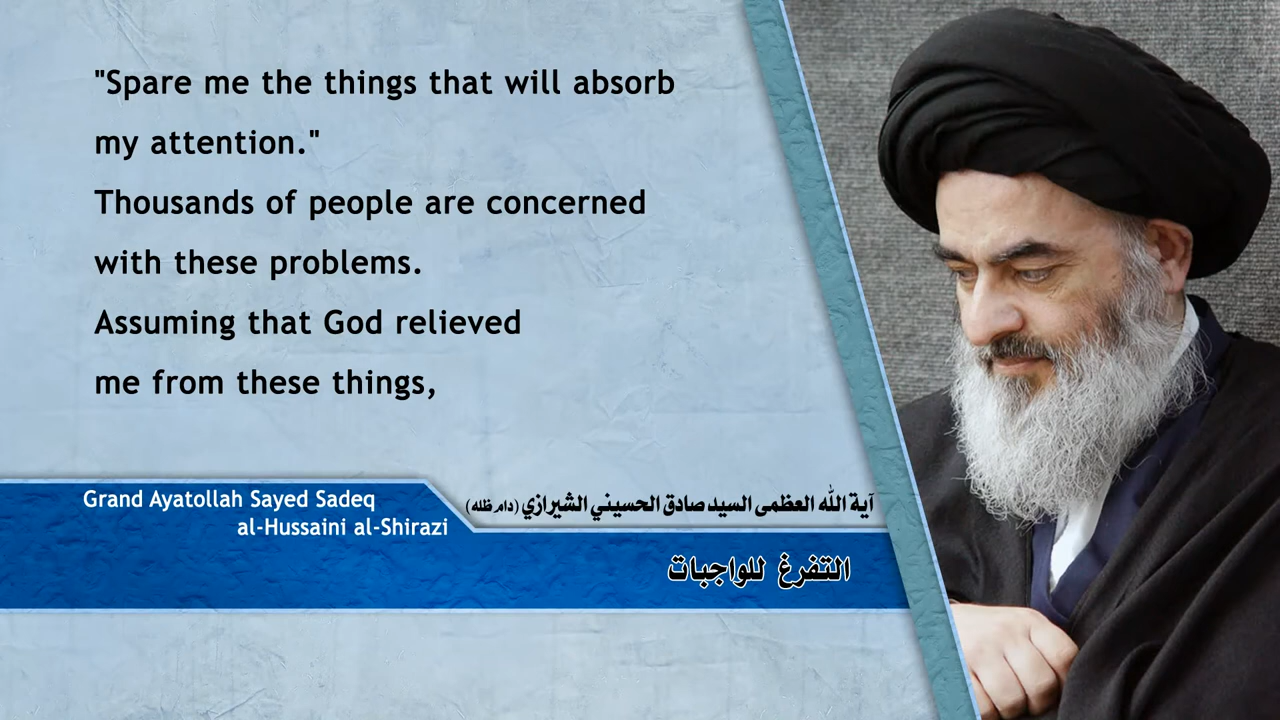 "Spare me the things that will absorb
my attention."
Thousands of people are concerned
with these problems.
Assuming that God relieved
me from these things,
Grand Ayatollah Sayed Sadeq
al-Hussaini al-Shirazi
آية الله العظمى السيد صادق الحسيني الشيرازي (دام ظله)
التفرغ للواجبات